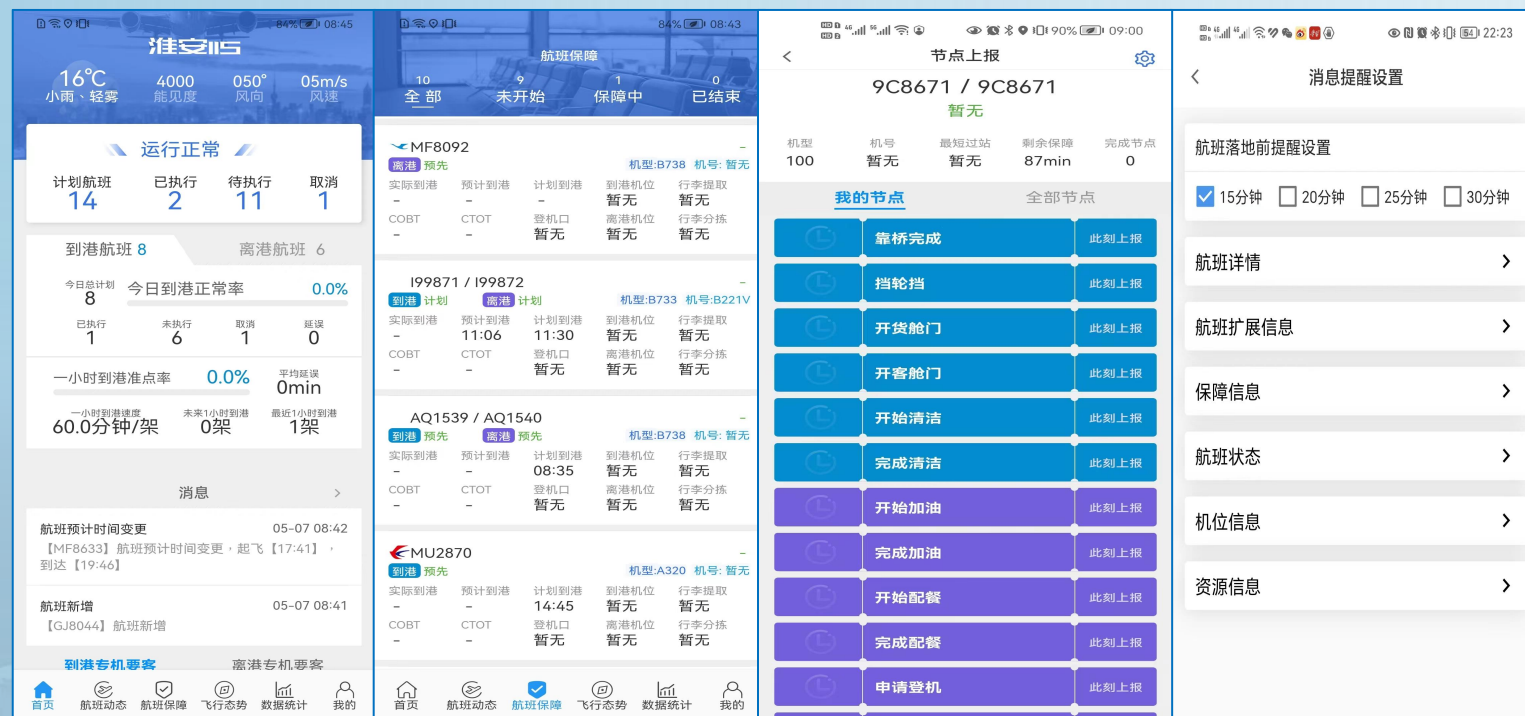 84% 08:45
淮安
16℃ 4000 050° 05m/s
小雨、轻雾 能见度 风向 风速
运行正常
计划航班 已执行 待执行 取消
14 2 11 1
到港航班 8 离港航班 6
今日总计划 今日到港正常率 0.0%
8
已执行 未执行 取消 延误
1 6 1 0
一小时到港准点率 0.0% 平均延误
0min
一小时到港速度 未来1小时到港 最近1小时到港
60.0分钟/架 0架 1架
消息 >
航班预计时间变更 05-07 08:42
【MF8633】航班预计时间变更，起飞【17:41】，
到达【19:46】
航班新增 05-07 08:41
【GJ8044】航班新增
到港专机要客 离港专机要客
首页 航班动态 航班保障 飞行态势 数据统计 我的
84% 08:43
航班保障
10 9 1 0
全部 未开始 保障中 已结束
MF8092 –
离港 预先 机型:B738 机号: 暂无
实际到港 预计到港 计划到港 到港机位 行李提取
– – – 暂无 暂无
COBT CTOT 登机口 离港机位 行李分拣
– – 暂无 暂无 暂无
I99871 / I99872 –
到港 计划 离港 计划 机型:B733 机号:B221V
实际到港 预计到港 计划到港 到港机位 行李提取
– 11:06 11:30 暂无 暂无
COBT CTOT 登机口 离港机位 行李分拣
– – 暂无 暂无 暂无
AQ1539 / AQ1540 –
到港 预先 离港 预先 机型:B738 机号: 暂无
实际到港 预计到港 计划到港 到港机位 行李提取
– – 08:35 暂无 暂无
COBT CTOT 登机口 离港机位 行李分拣
– – 暂无 暂无 暂无
MU2870 –
到港 预先 机型:A320 机号: 暂无
实际到港 预计到港 计划到港 到港机位 行李提取
– – 14:45 暂无 暂无
COBT CTOT 登机口 离港机位 行李分拣
– – 暂无 暂无 暂无
首页 航班动态 航班保障 飞行态势 数据统计 我的
90% 09:00
< 节点上报
9C8671 / 9C8671
暂无
机型 机号 最短过站 剩余保障 完成节点
100 暂无 暂无 87min 0
我的节点 全部节点
靠桥完成 此刻上报
挡轮挡 此刻上报
开货舱门 此刻上报
开客舱门 此刻上报
开始清洁 此刻上报
完成清洁 此刻上报
开始加油 此刻上报
完成加油 此刻上报
开始配餐 此刻上报
完成配餐 此刻上报
申请登机 此刻上报
54 22:23
< 消息提醒设置
航班落地前提醒设置
15分钟 20分钟 25分钟 30分钟
航班详情 >
航班扩展信息 >
保障信息 >
航班状态 >
机位信息 >
资源信息 >